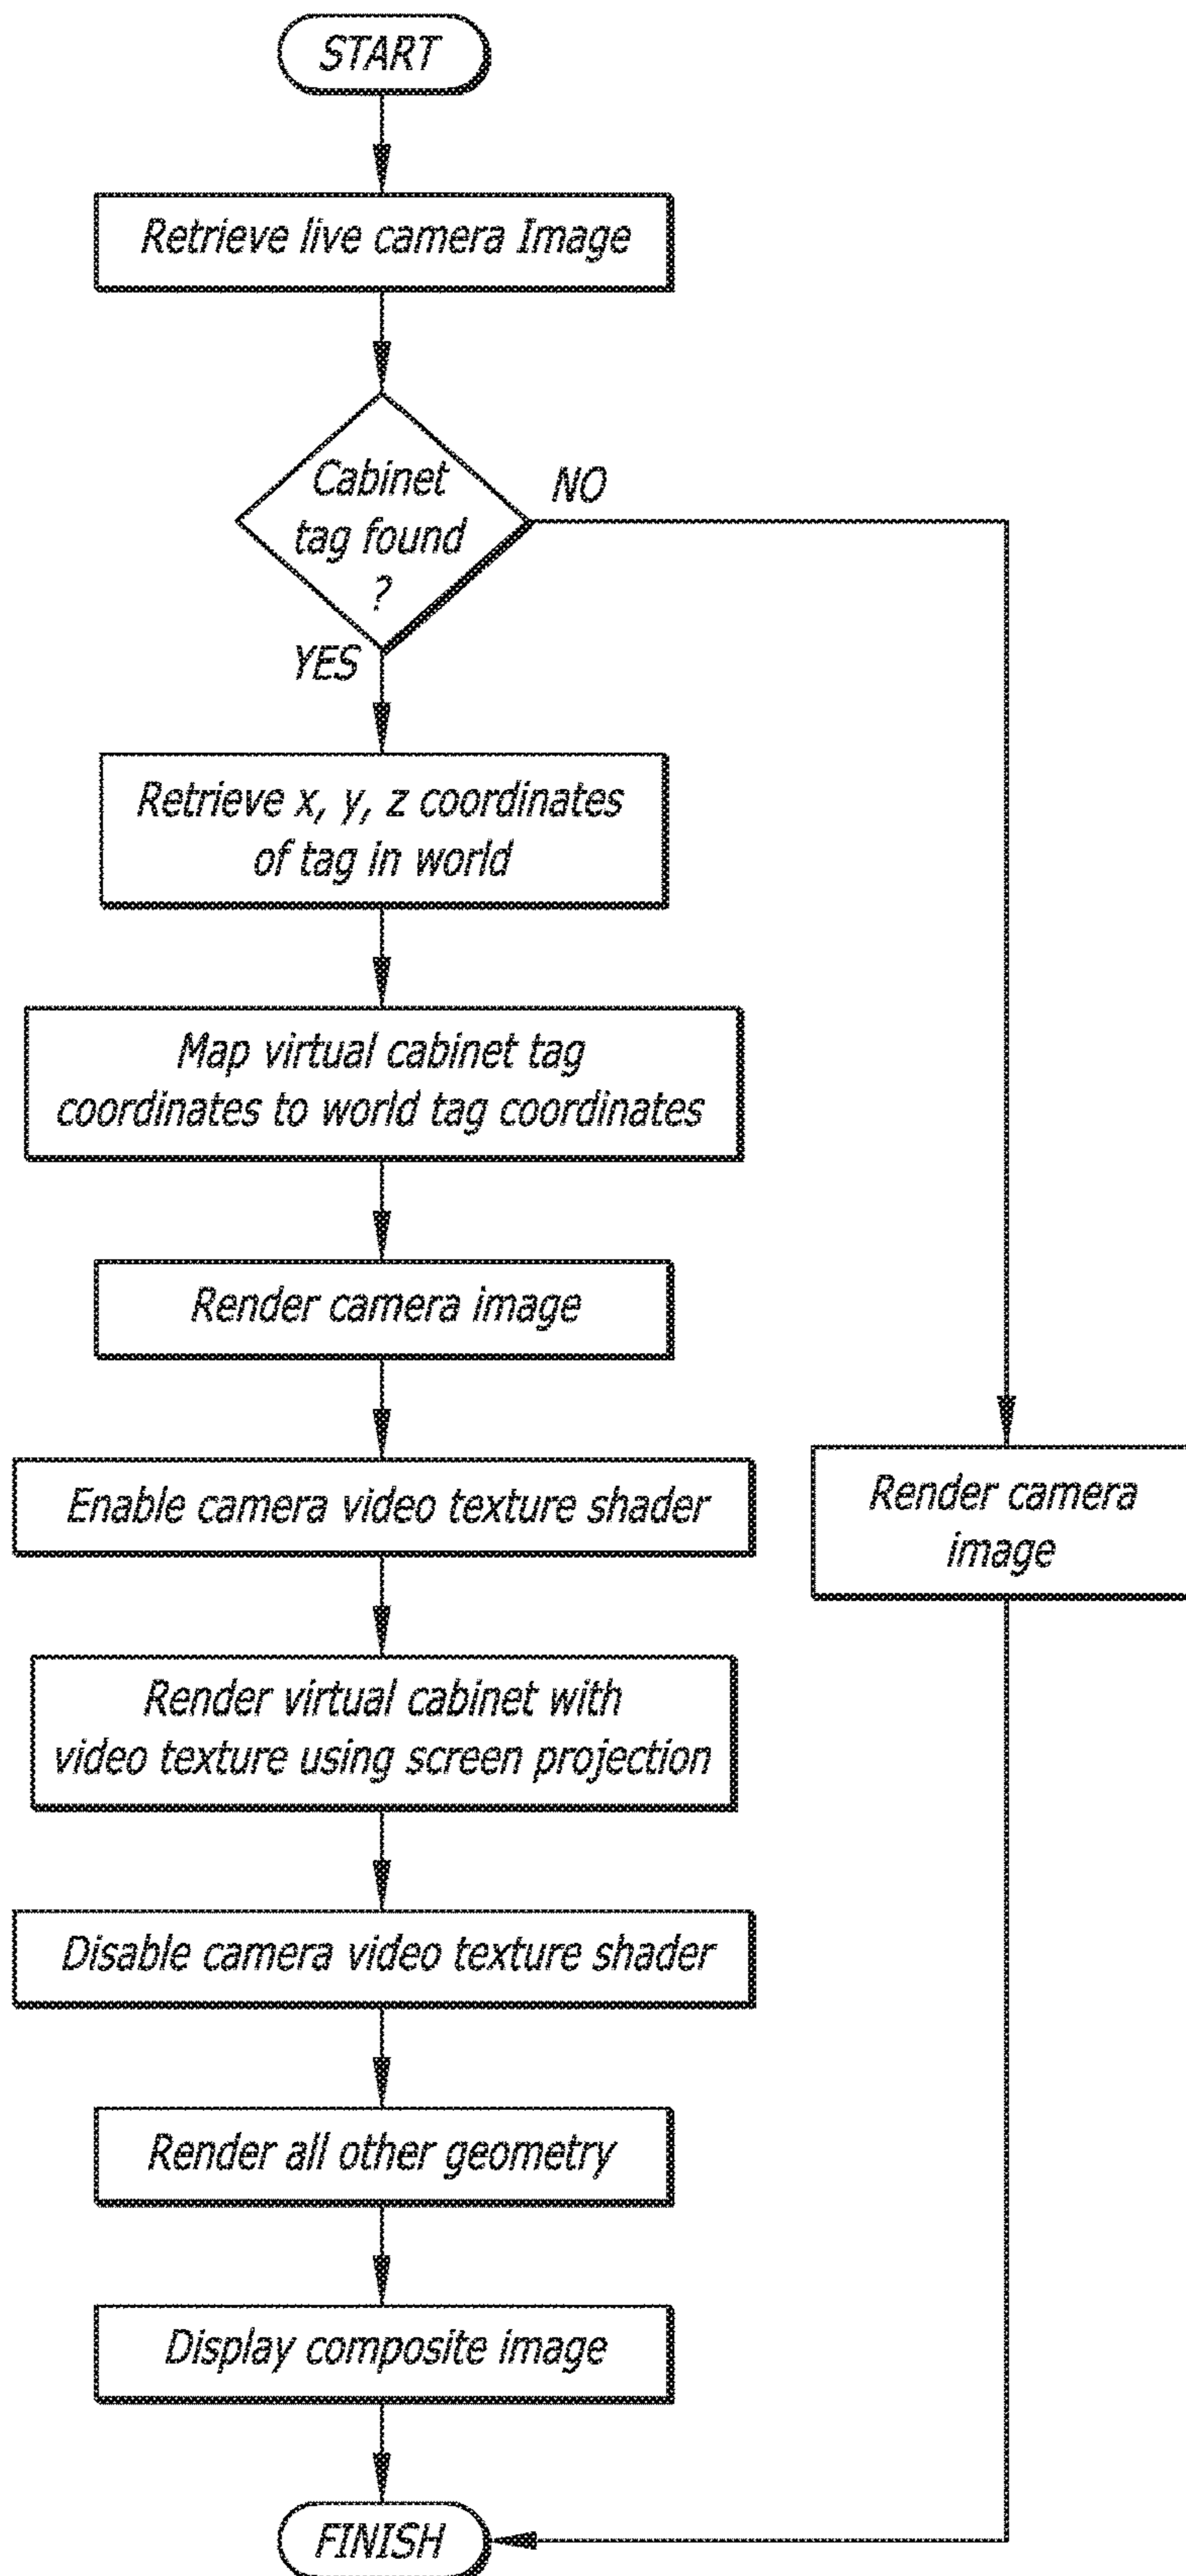 START
Retrieve live camera Image
Cabinet
tag found
?
NO
YES
Retrieve x, y, z coordinates
of tag in world
Map virtual cabinet tag
coordinates to world tag coordinates
Render camera image
Enable camera video texture shader
Render camera
image
Render virtual cabinet with
video texture using screen projection
Disable camera video texture shader
Render all other geometry
Display composite image
FINISH